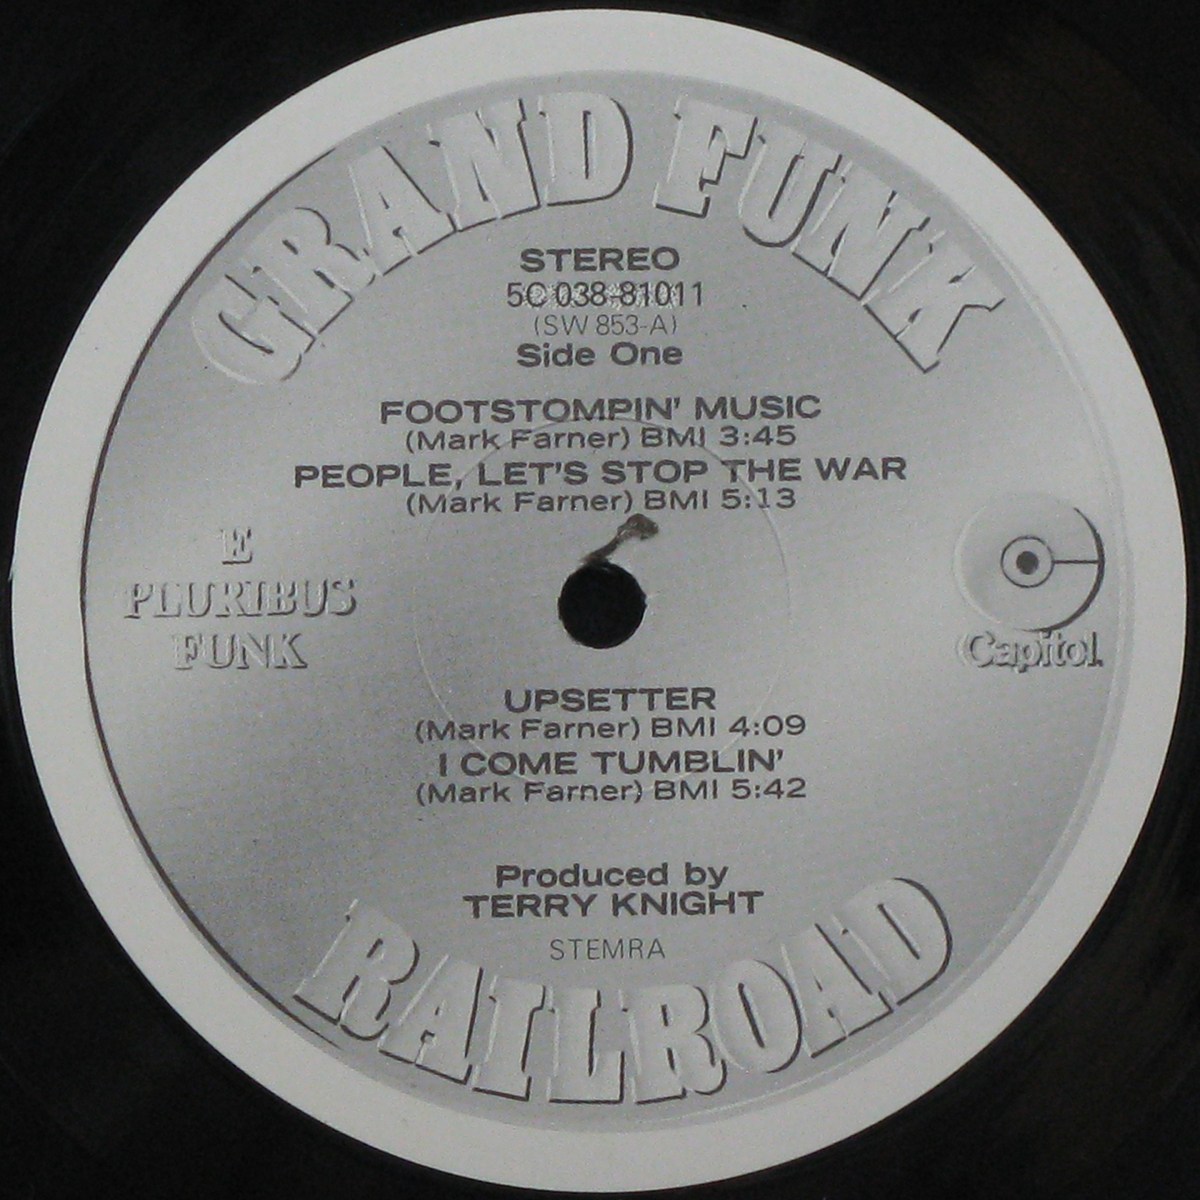 GRAND FUNK
STEREO
5C 038-81011
(SW 853-A)
Side One
FOOTSTOMPIN' MUSIC
(Mark Farner) BMI 3:45
PEOPLE, LET'S STOP THE WAR
(Mark Farner) BMI 5:13
E
PLURIBUS
FUNK
Capitol
UPSETTER
(Mark Farner) BMI 4:09
I COME TUMBLIN'
(Mark Farner) BMI 5:42
Produced by
TERRY KNIGHT
STEMRA
RAILROAD